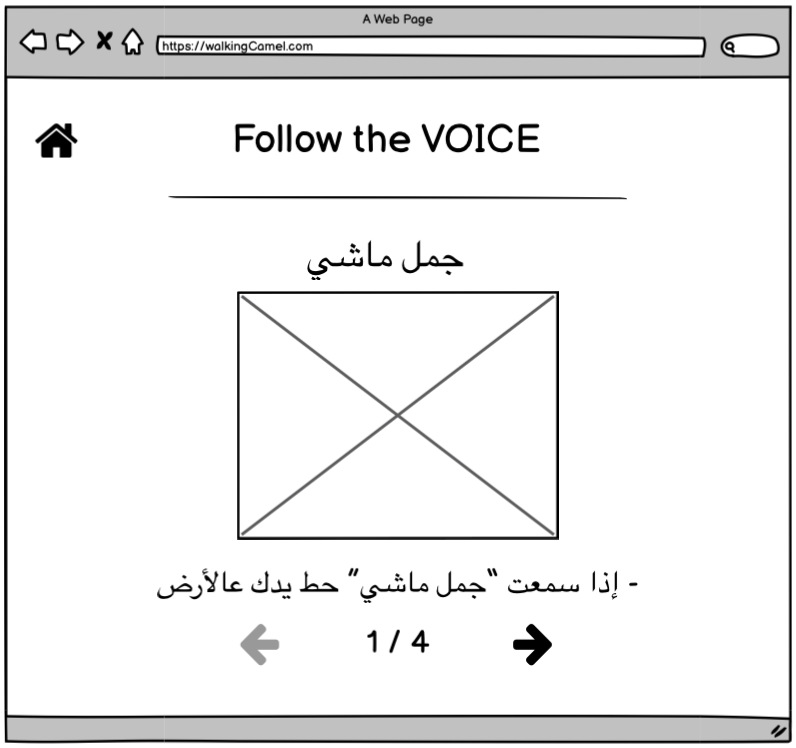 A Web Page
https://walkingCamel.com
Follow the VOICE
جمل ماشي
- إذا سمعت "جمل ماشي" حط يدك عالأرض
1 / 4